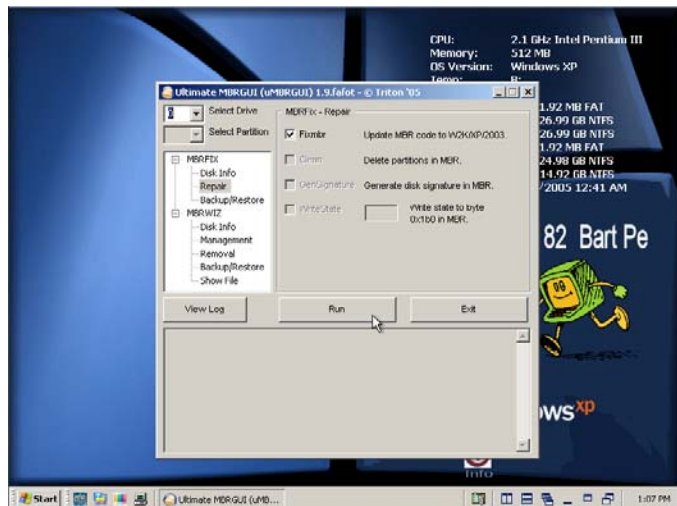 CPU: 2.1 GHz Intel Pentium III
Memory: 512 MB
OS Version: Windows XP
Temp: B:
Ultimate MBRGUI (uMBRGUI) 1.9.fafot - © Triton '05
1.92 MB FAT
26.99 GB NTFS
26.99 GB NTFS
1.92 MB FAT
24.98 GB NTFS
14.92 GB NTFS
/2005 12:41 AM
0 Select Drive
Select Partition
MBRFIX
Disk Info
Repair
Backup/Restore
MBRWIZ
Disk Info
Management
Removal
Backup/Restore
Show File
MBRFix - Repair
Fixmbr Update MBR code to W2K/XP/2003.
Delete partitions in MBR.
GenSignature Generate disk signature in MBR.
WriteState Write state to byte
0x1b0 in MBR.
View Log Run Exit
82 Bart Pe
ows xp
Info
Start Ultimate MBRGUI (uMB... 1:07 PM